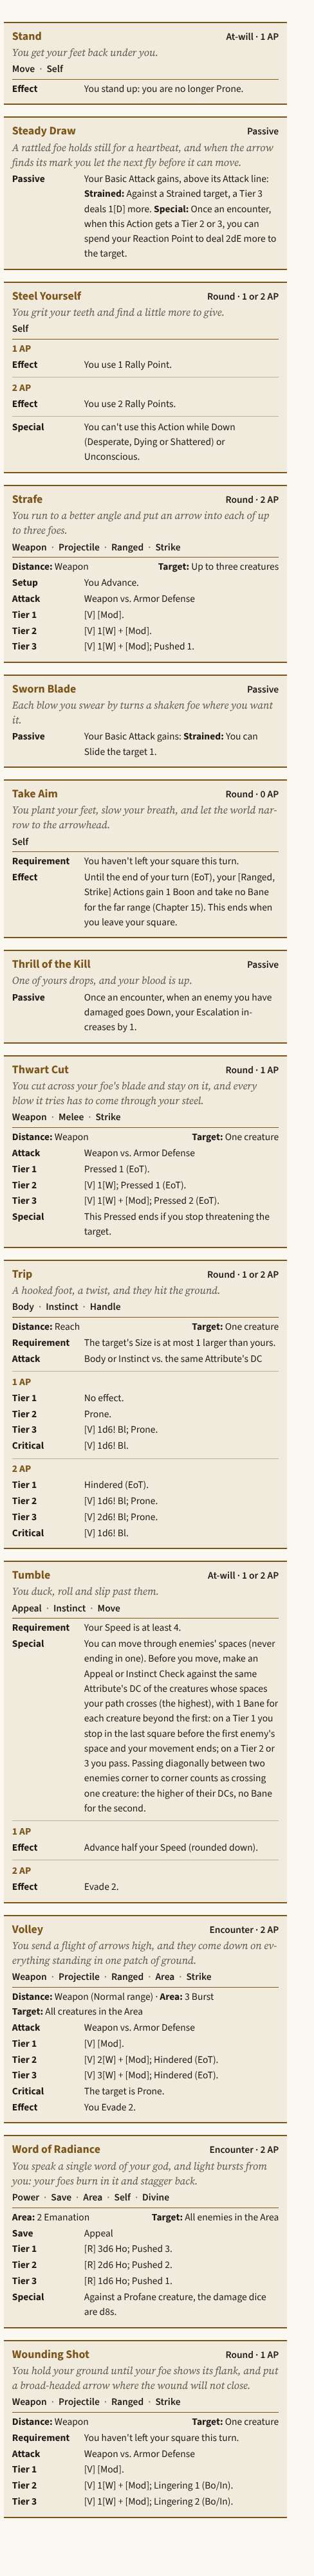 Stand At-will · 1 AP
You get your feet back under you.
Move · Self
Effect You stand up: you are no longer Prone.
Steady Draw Passive
A rattled foe holds still for a heartbeat, and when the arrow
finds its mark you let the next fly before it can move.
Passive Your Basic Attack gains, above its Attack line:
Strained: Against a Strained target, a Tier 3
deals 1[D] more. Special: Once an encounter,
when this Action gets a Tier 2 or 3, you can
spend your Reaction Point to deal 2dE more to
the target.
Steel Yourself Round · 1 or 2 AP
You grit your teeth and find a little more to give.
Self
1 AP
Effect You use 1 Rally Point.
2 AP
Effect You use 2 Rally Points.
Special You can't use this Action while Down
(Desperate, Dying or Shattered) or
Unconscious.
Strafe Round · 2 AP
You run to a better angle and put an arrow into each of up
to three foes.
Weapon · Projectile · Ranged · Strike
Distance: Weapon Target: Up to three creatures
Setup You Advance.
Attack Weapon vs. Armor Defense
Tier 1 [V] [Mod].
Tier 2 [V] 1[W] + [Mod].
Tier 3 [V] 1[W] + [Mod]; Pushed 1.
Sworn Blade Passive
Each blow you swear by turns a shaken foe where you want
it.
Passive Your Basic Attack gains: Strained: You can
Slide the target 1.
Take Aim Round · 0 AP
You plant your feet, slow your breath, and let the world nar-
row to the arrowhead.
Self
Requirement You haven't left your square this turn.
Effect Until the end of your turn (EoT), your [Ranged,
Strike] Actions gain 1 Boon and take no Bane
for the far range (Chapter 15). This ends when
you leave your square.
Thrill of the Kill Passive
One of yours drops, and your blood is up.
Passive Once an encounter, when an enemy you have
damaged goes Down, your Escalation in-
creases by 1.
Thwart Cut Round · 1 AP
You cut across your foe's blade and stay on it, and every
blow it tries has to come through your steel.
Weapon · Melee · Strike
Distance: Weapon Target: One creature
Attack Weapon vs. Armor Defense
Tier 1 Pressed 1 (EoT).
Tier 2 [V] 1[W]; Pressed 1 (EoT).
Tier 3 [V] 1[W] + [Mod]; Pressed 2 (EoT).
Special This Pressed ends if you stop threatening the
target.
Trip Round · 1 or 2 AP
A hooked foot, a twist, and they hit the ground.
Body · Instinct · Handle
Distance: Reach Target: One creature
Requirement The target's Size is at most 1 larger than yours.
Attack Body or Instinct vs. the same Attribute's DC
1 AP
Tier 1 No effect.
Tier 2 Prone.
Tier 3 [V] 1d6! Bl; Prone.
Critical [V] 1d6! Bl.
2 AP
Tier 1 Hindered (EoT).
Tier 2 [V] 1d6! Bl; Prone.
Tier 3 [V] 2d6! Bl; Prone.
Critical [V] 1d6! Bl.
Tumble At-will · 1 or 2 AP
You duck, roll and slip past them.
Appeal · Instinct · Move
Requirement Your Speed is at least 4.
Special You can move through enemies' spaces (never
ending in one). Before you move, make an
Appeal or Instinct Check against the same
Attribute's DC of the creatures whose spaces
your path crosses (the highest), with 1 Bane for
each creature beyond the first: on a Tier 1 you
stop in the last square before the first enemy's
space and your movement ends; on a Tier 2 or
3 you pass. Passing diagonally between two
enemies corner to corner counts as crossing
one creature: the higher of their DCs, no Bane
for the second.
1 AP
Effect Advance half your Speed (rounded down).
2 AP
Effect Evade 2.
Volley Encounter · 2 AP
You send a flight of arrows high, and they come down on ev-
erything standing in one patch of ground.
Weapon · Projectile · Ranged · Area · Strike
Distance: Weapon (Normal range) · Area: 3 Burst
Target: All creatures in the Area
Attack Weapon vs. Armor Defense
Tier 1 [V] [Mod].
Tier 2 [V] 2[W] + [Mod]; Hindered (EoT).
Tier 3 [V] 3[W] + [Mod]; Hindered (EoT).
Critical The target is Prone.
Effect You Evade 2.
Word of Radiance Encounter · 2 AP
You speak a single word of your god, and light bursts from
you: your foes burn in it and stagger back.
Power · Save · Area · Self · Divine
Area: 2 Emanation Target: All enemies in the Area
Save Appeal
Tier 1 [R] 3d6 Ho; Pushed 3.
Tier 2 [R] 2d6 Ho; Pushed 2.
Tier 3 [R] 1d6 Ho; Pushed 1.
Special Against a Profane creature, the damage dice
are d8s.
Wounding Shot Round · 1 AP
You hold your ground until your foe shows its flank, and put
a broad-headed arrow where the wound will not close.
Weapon · Projectile · Ranged · Strike
Distance: Weapon Target: One creature
Requirement You haven't left your square this turn.
Attack Weapon vs. Armor Defense
Tier 1 [V] [Mod].
Tier 2 [V] 1[W] + [Mod]; Lingering 1 (Bo/In).
Tier 3 [V] 1[W] + [Mod]; Lingering 2 (Bo/In).